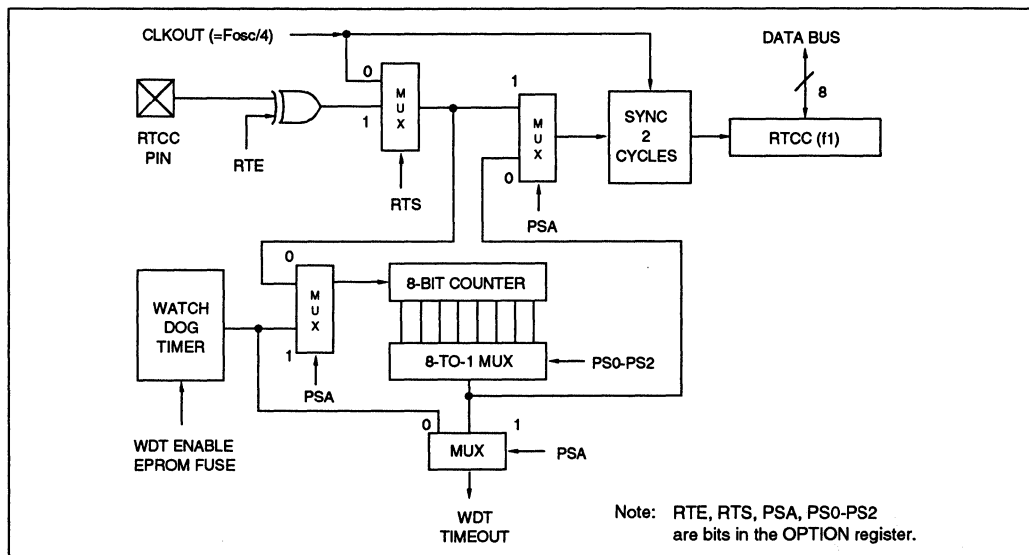 CLKOUT (=Fosc/4)
DATA BUS
8
RTCC
PIN
RTE
0
1
MUX
RTS
1
0
MUX
PSA
SYNC
2
CYCLES
RTCC (f1)
WATCH
DOG
TIMER
WDT ENABLE
EPROM FUSE
0
1
MUX
PSA
8-BIT COUNTER
8-TO-1 MUX
PS0-PS2
0
1
MUX
PSA
WDT
TIMEOUT
Note: RTE, RTS, PSA, PS0-PS2
are bits in the OPTION register.